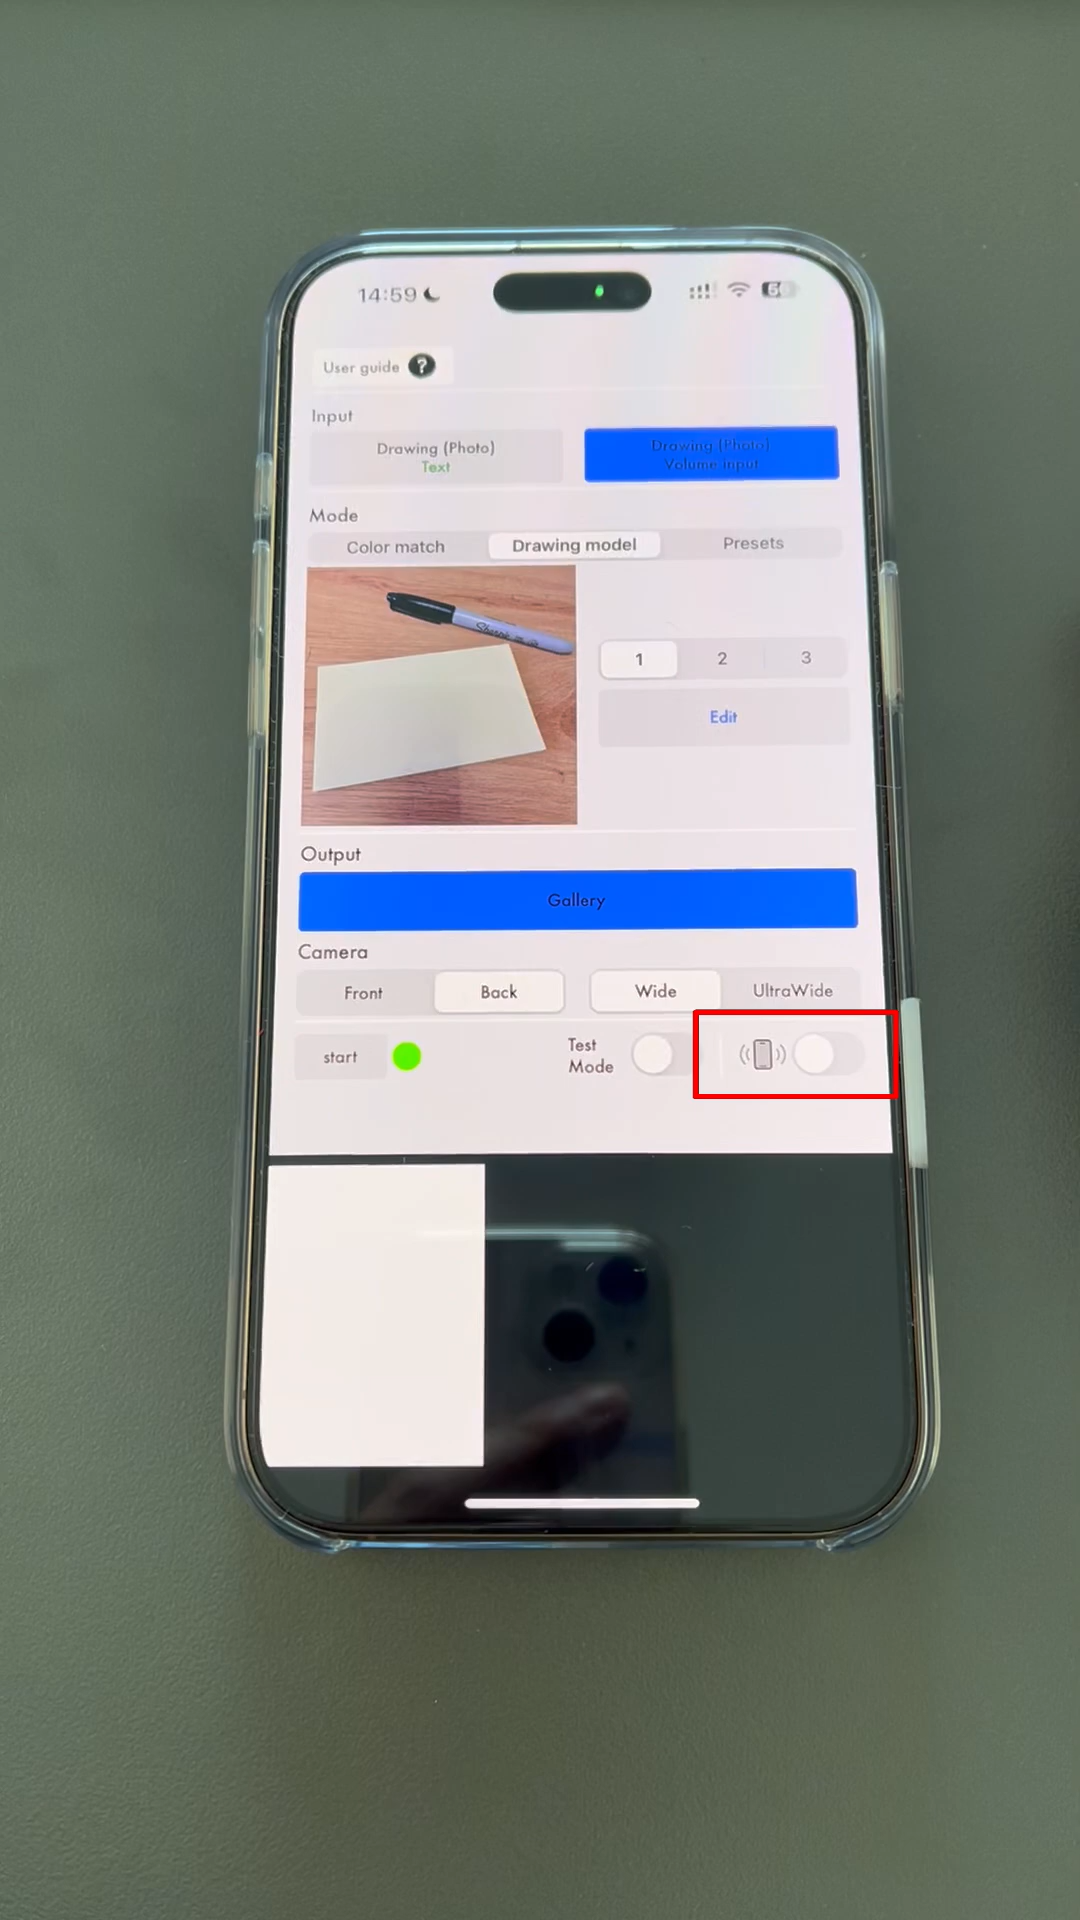 14:59
User guide ?
Input
Drawing (Photo)
Text
Drawing (Photo)
Volume input
Mode
Color match
Drawing model
Presets
Sharpie
1
2
3
Edit
Output
Gallery
Camera
Front
Back
Wide
UltraWide
start
Test
Mode